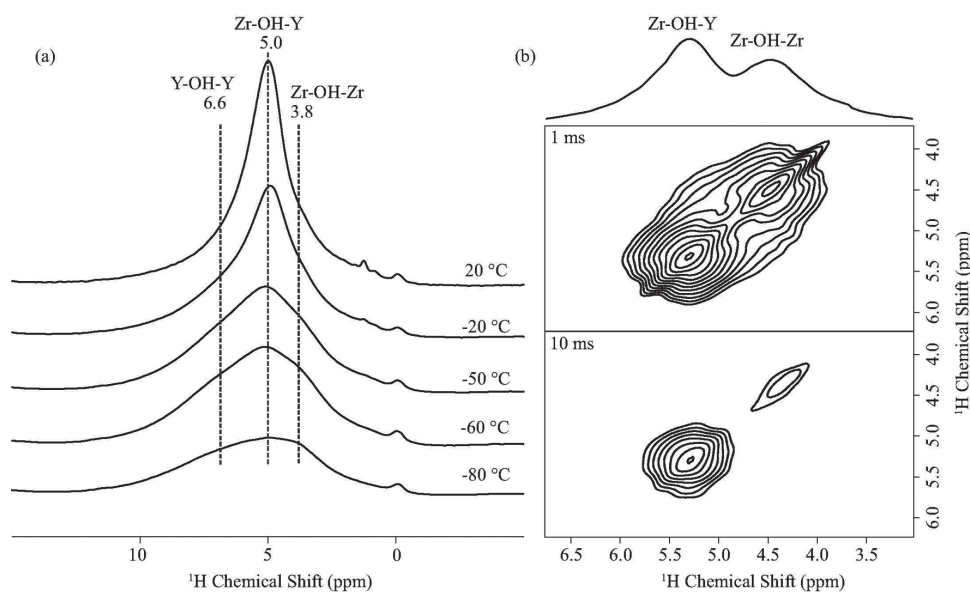 (a)
Zr-OH-Y
5.0
Y-OH-Y
6.6
Zr-OH-Zr
3.8
20 °C
-20 °C
-50 °C
-60 °C
-80 °C
10 5 0
¹H Chemical Shift (ppm)
(b)
Zr-OH-Y
Zr-OH-Zr
1 ms
4.0
4.5
5.0
5.5
6.0
10 ms
4.0
4.5
5.0
5.5
6.0
¹H Chemical Shift (ppm)
6.5 6.0 5.5 5.0 4.5 4.0 3.5
¹H Chemical Shift (ppm)